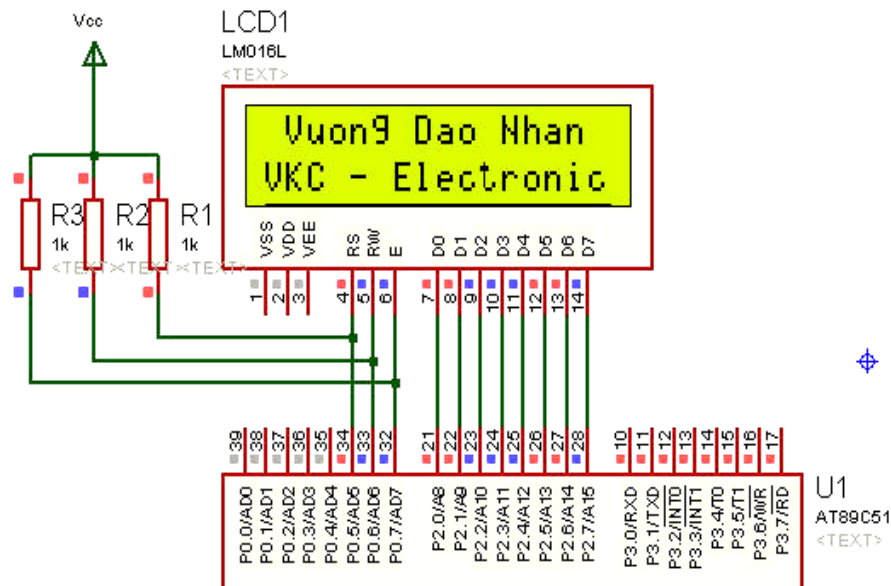 Vcc
LCD1
LM016L
<TEXT>
Vuong Dao Nhan
VKC - Electronic
R3
1k
<TEXT>
R2
1k
<TEXT>
R1
1k
<TEXT>
VSS
VDD
VEE
RS
RW
E
D0
D1
D2
D3
D4
D5
D6
D7
1
2
3
4
5
6
7
8
9
10
11
12
13
14
39
38
37
36
35
34
33
32
21
22
23
24
25
26
27
28
10
11
12
13
14
15
16
17
P0.0/AD0
P0.1/AD1
P0.2/AD2
P0.3/AD3
P0.4/AD4
P0.5/AD5
P0.6/AD6
P0.7/AD7
P2.0/A8
P2.1/A9
P2.2/A10
P2.3/A11
P2.4/A12
P2.5/A13
P2.6/A14
P2.7/A15
P3.0/RXD
P3.1/TXD
P3.2/INT0
P3.3/INT1
P3.4/T0
P3.5/T1
P3.6/WR
P3.7/RD
U1
AT89C51
<TEXT>